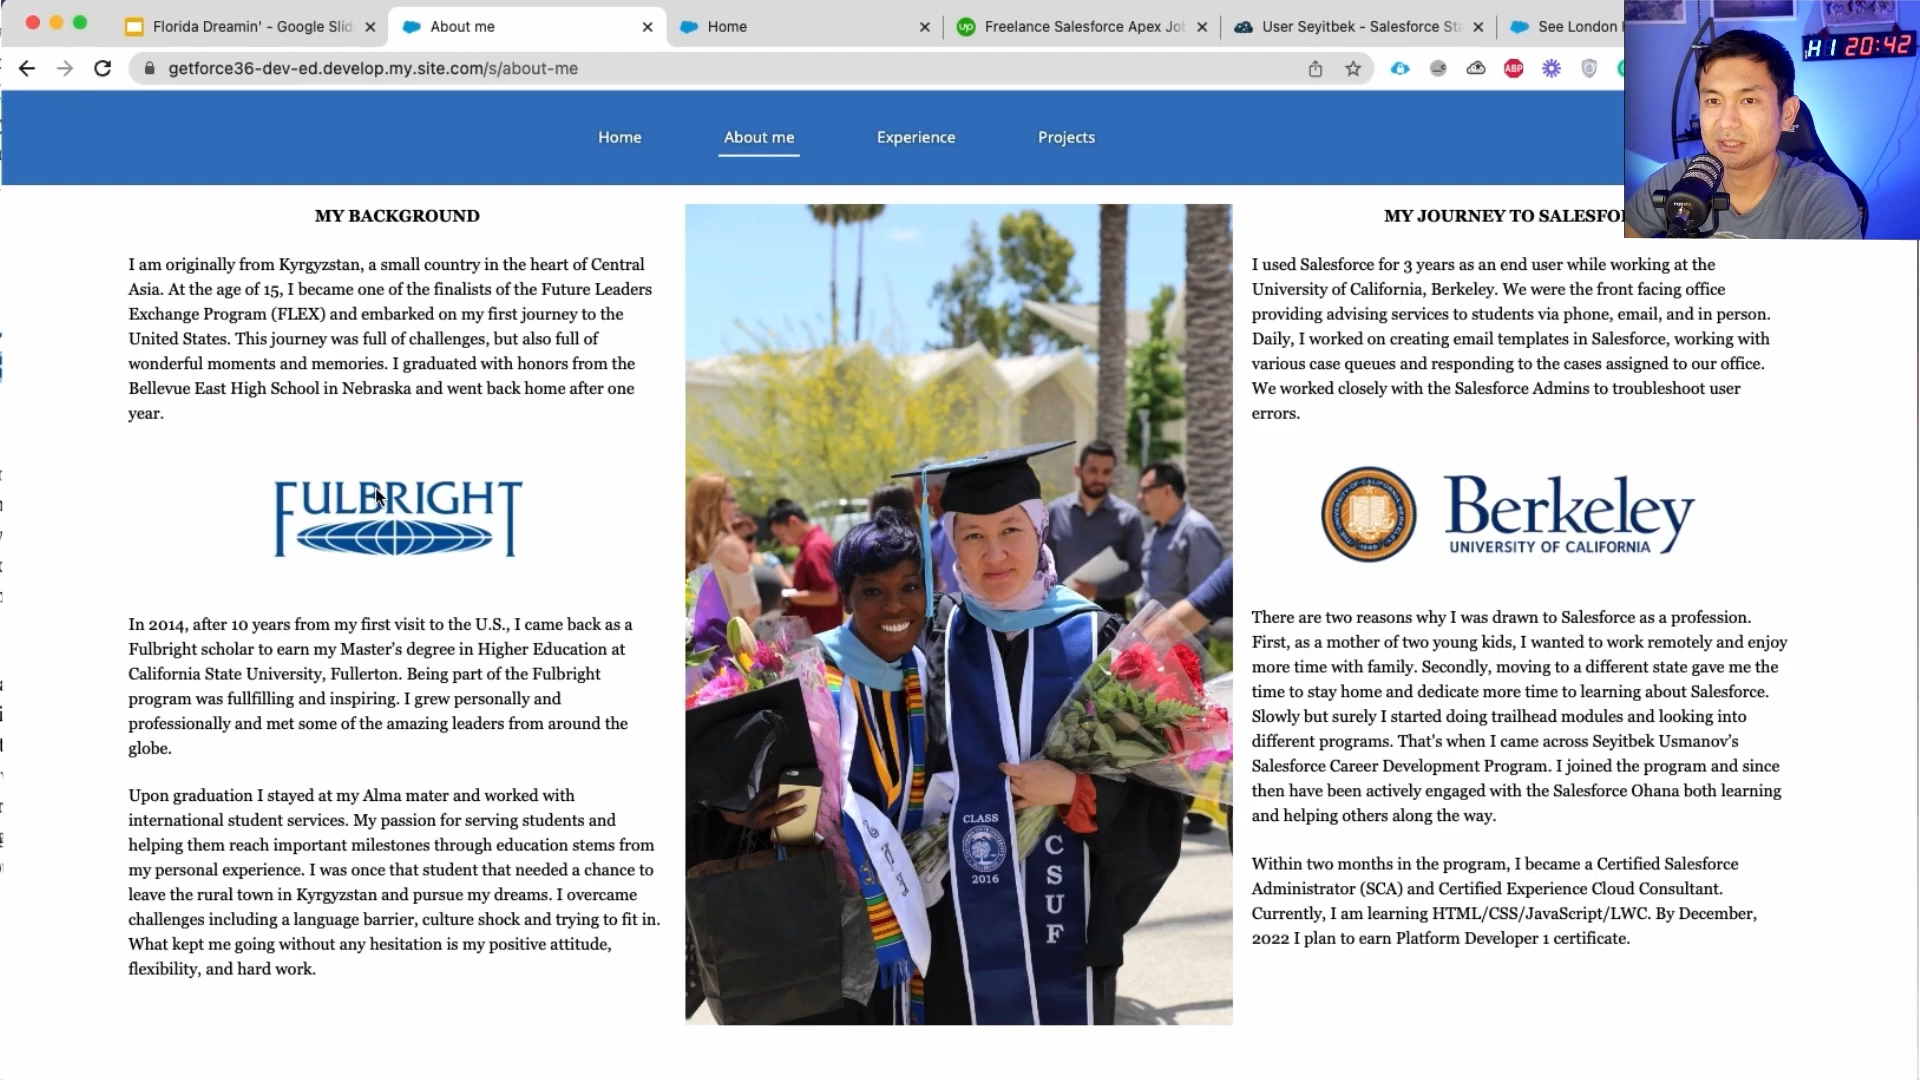 Florida Dreamin' - Google Slid
About me
Home
Freelance Salesforce Apex Jo
User Seyitbek - Salesforce St
See London
getforce36-dev-ed.develop.my.site.com/s/about-me
ABP
HI 20:42
Home
About me
Experience
Projects
MY BACKGROUND
I am originally from Kyrgyzstan, a small country in the heart of Central
Asia. At the age of 15, I became one of the finalists of the Future Leaders
Exchange Program (FLEX) and embarked on my first journey to the
United States. This journey was full of challenges, but also full of
wonderful moments and memories. I graduated with honors from the
Bellevue East High School in Nebraska and went back home after one
year.
FULBRIGHT
In 2014, after 10 years from my first visit to the U.S., I came back as a
Fulbright scholar to earn my Master's degree in Higher Education at
California State University, Fullerton. Being part of the Fulbright
program was fullfilling and inspiring. I grew personally and
professionally and met some of the amazing leaders from around the
globe.
Upon graduation I stayed at my Alma mater and worked with
international student services. My passion for serving students and
helping them reach important milestones through education stems from
my personal experience. I was once that student that needed a chance to
leave the rural town in Kyrgyzstan and pursue my dreams. I overcame
challenges including a language barrier, culture shock and trying to fit in.
What kept me going without any hesitation is my positive attitude,
flexibility, and hard work.
CLASS
2016
CSUF
MY JOURNEY TO SALESFO
I used Salesforce for 3 years as an end user while working at the
University of California, Berkeley. We were the front facing office
providing advising services to students via phone, email, and in person.
Daily, I worked on creating email templates in Salesforce, working with
various case queues and responding to the cases assigned to our office.
We worked closely with the Salesforce Admins to troubleshoot user
errors.
Berkeley
UNIVERSITY OF CALIFORNIA
There are two reasons why I was drawn to Salesforce as a profession.
First, as a mother of two young kids, I wanted to work remotely and enjoy
more time with family. Secondly, moving to a different state gave me the
time to stay home and dedicate more time to learning about Salesforce.
Slowly but surely I started doing trailhead modules and looking into
different programs. That's when I came across Seyitbek Usmanov's
Salesforce Career Development Program. I joined the program and since
then have been actively engaged with the Salesforce Ohana both learning
and helping others along the way.
Within two months in the program, I became a Certified Salesforce
Administrator (SCA) and Certified Experience Cloud Consultant.
Currently, I am learning HTML/CSS/JavaScript/LWC. By December,
2022 I plan to earn Platform Developer 1 certificate.